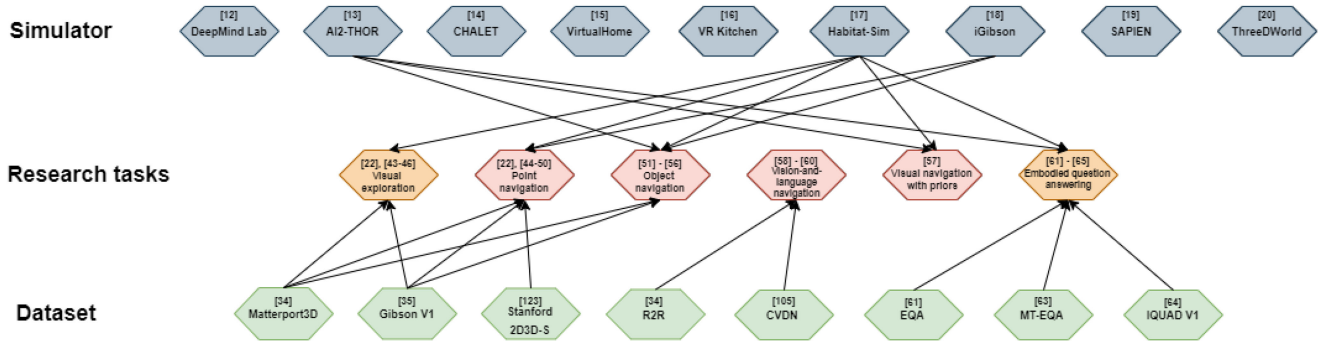 Simulator
[12]
DeepMind Lab
[13]
AI2-THOR
[14]
CHALET
[15]
VirtualHome
[16]
VR Kitchen
[17]
Habitat-Sim
[18]
iGibson
[19]
SAPIEN
[20]
ThreeDWorld
Research tasks
[22], [43-46]
Visual
exploration
[22], [44-50]
Point
navigation
[51] - [56]
Object
navigation
[58] - [60]
Vision-and-
language
navigation
[57]
Visual navigation
with priors
[61] - [65]
Embodied question
answering
Dataset
[34]
Matterport3D
[35]
Gibson V1
[123]
Stanford
2D3D-S
[34]
R2R
[105]
CVDN
[61]
EQA
[63]
MT-EQA
[64]
IQUAD V1